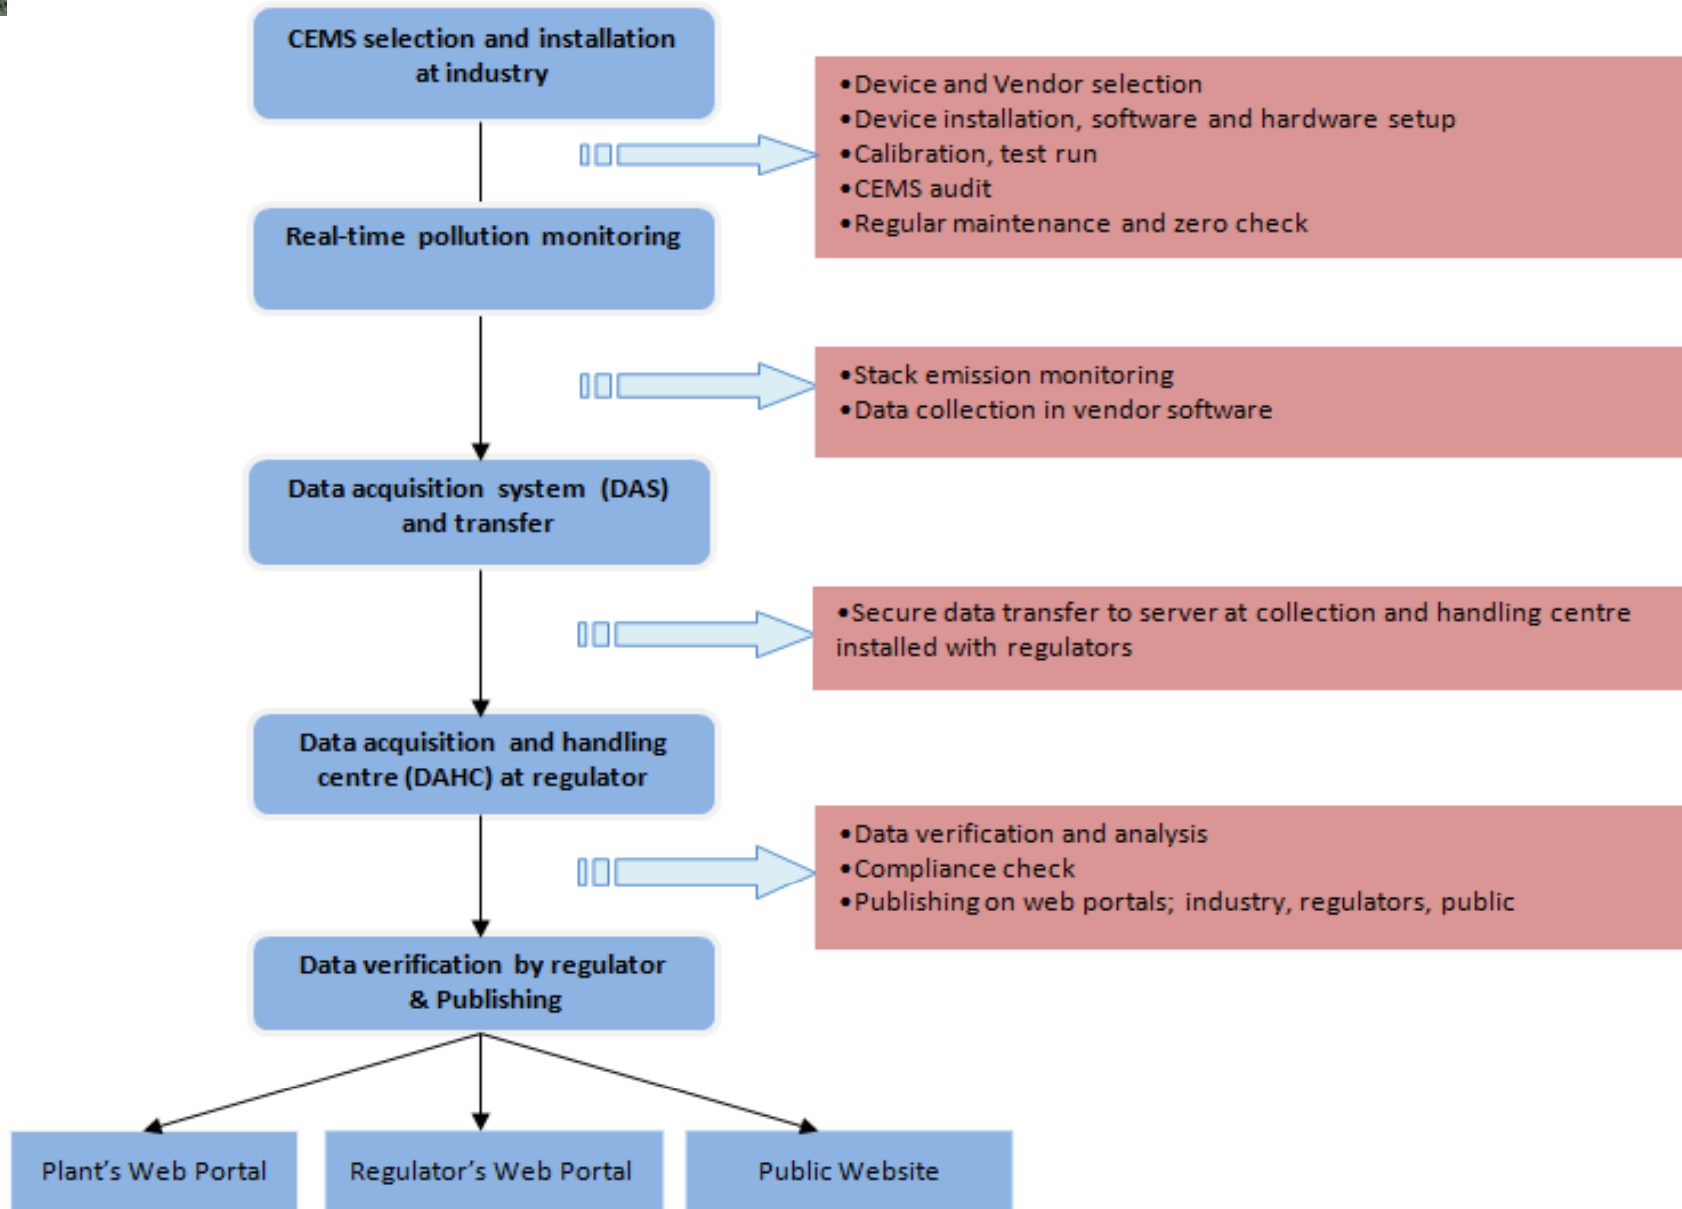 CEMS selection and installation
at industry
•Device and Vendor selection
•Device installation, software and hardware setup
•Calibration, test run
•CEMS audit
•Regular maintenance and zero check
Real-time pollution monitoring
•Stack emission monitoring
•Data collection in vendor software
Data acquisition system (DAS)
and transfer
•Secure data transfer to server at collection and handling centre
installed with regulators
Data acquisition and handling
centre (DAHC) at regulator
•Data verification and analysis
•Compliance check
•Publishing on web portals; industry, regulators, public
Data verification by regulator
& Publishing
Plant’s Web Portal
Regulator’s Web Portal
Public Website